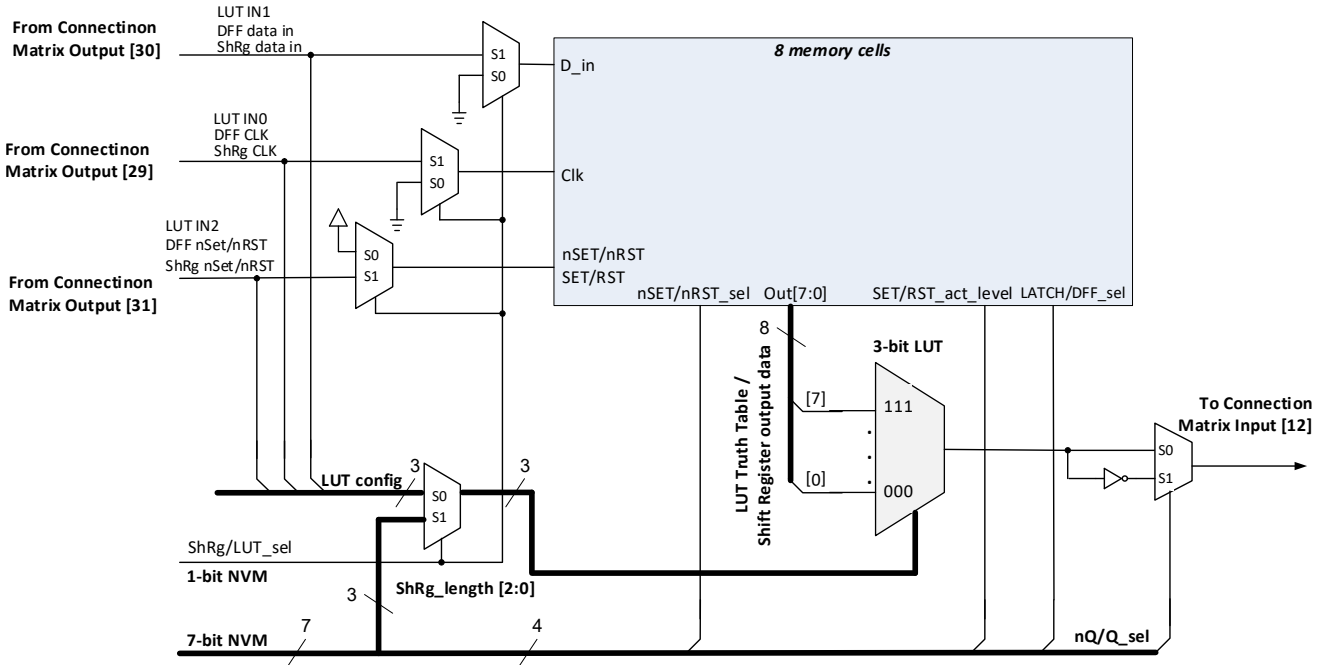 From Connectinon
Matrix Output [30]
LUT IN1
DFF data in
ShRg data in
S1
S0
8 memory cells
D_in
From Connectinon
Matrix Output [29]
LUT IN0
DFF CLK
ShRg CLK
S1
S0
Clk
From Connectinon
Matrix Output [31]
LUT IN2
DFF nSet/nRST
ShRg nSet/nRST
S0
S1
nSET/nRST
SET/RST
nSET/nRST_sel
Out[7:0]
SET/RST_act_level
LATCH/DFF_sel
8
LUT Truth Table /
Shift Register output data
3-bit LUT
[7]
111
[0]
000
To Connection
Matrix Input [12]
S0
S1
LUT config
3
S0
S1
3
ShRg/LUT_sel
1-bit NVM
ShRg_length [2:0]
3
7-bit NVM
7
4
nQ/Q_sel